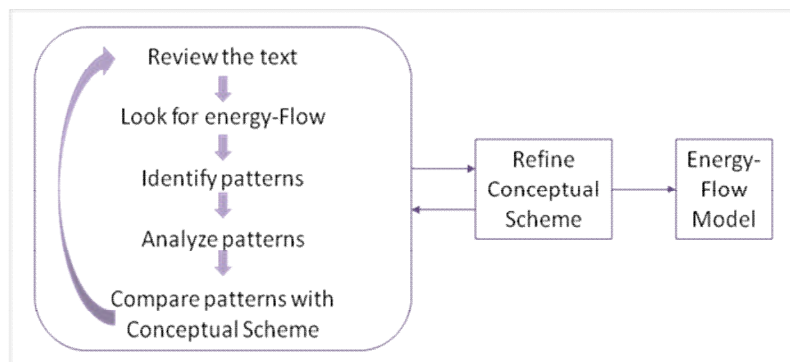 Review the text
Look for energy-Flow
Identify patterns
Analyze patterns
Compare patterns with
Conceptual Scheme
Refine
Conceptual
Scheme
Energy-
Flow
Model